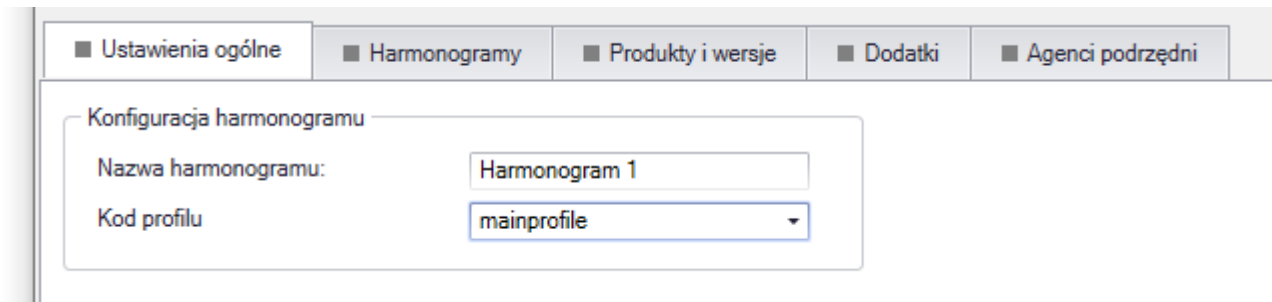 Ustawienia ogólne Harmonogramy Produkty i wersje Dodatki Agenci podrzędni
Konfiguracja harmonogramu
Nazwa harmonogramu: Harmonogram 1
Kod profilu mainprofile